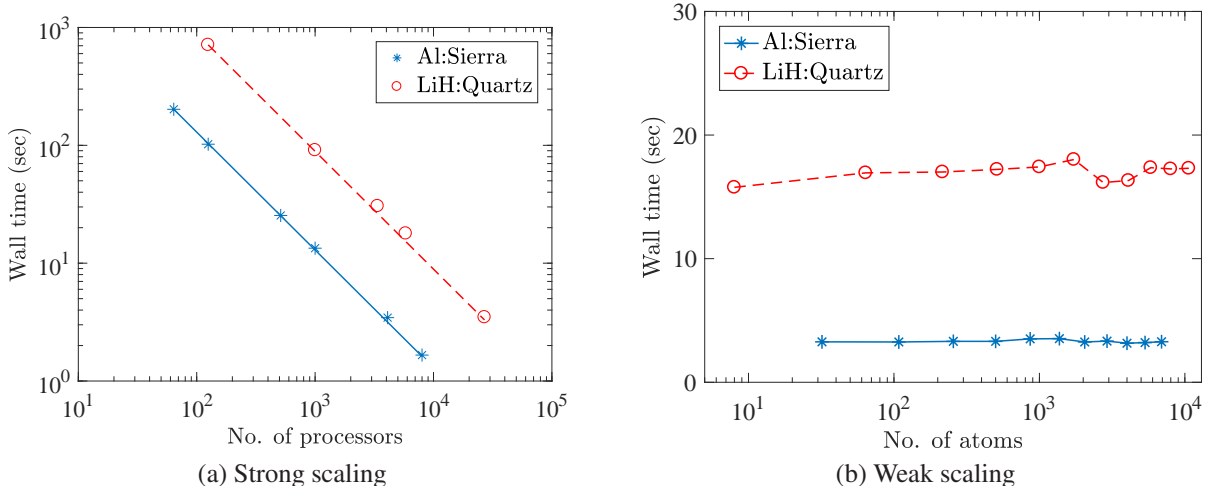 10^3
10^2
10^1
10^0
Wall time (sec)
Al:Sierra
LiH:Quartz
10^1 10^2 10^3 10^4 10^5
No. of processors
(a) Strong scaling
30
20
10
0
Wall time (sec)
Al:Sierra
LiH:Quartz
10^1 10^2 10^3 10^4
No. of atoms
(b) Weak scaling